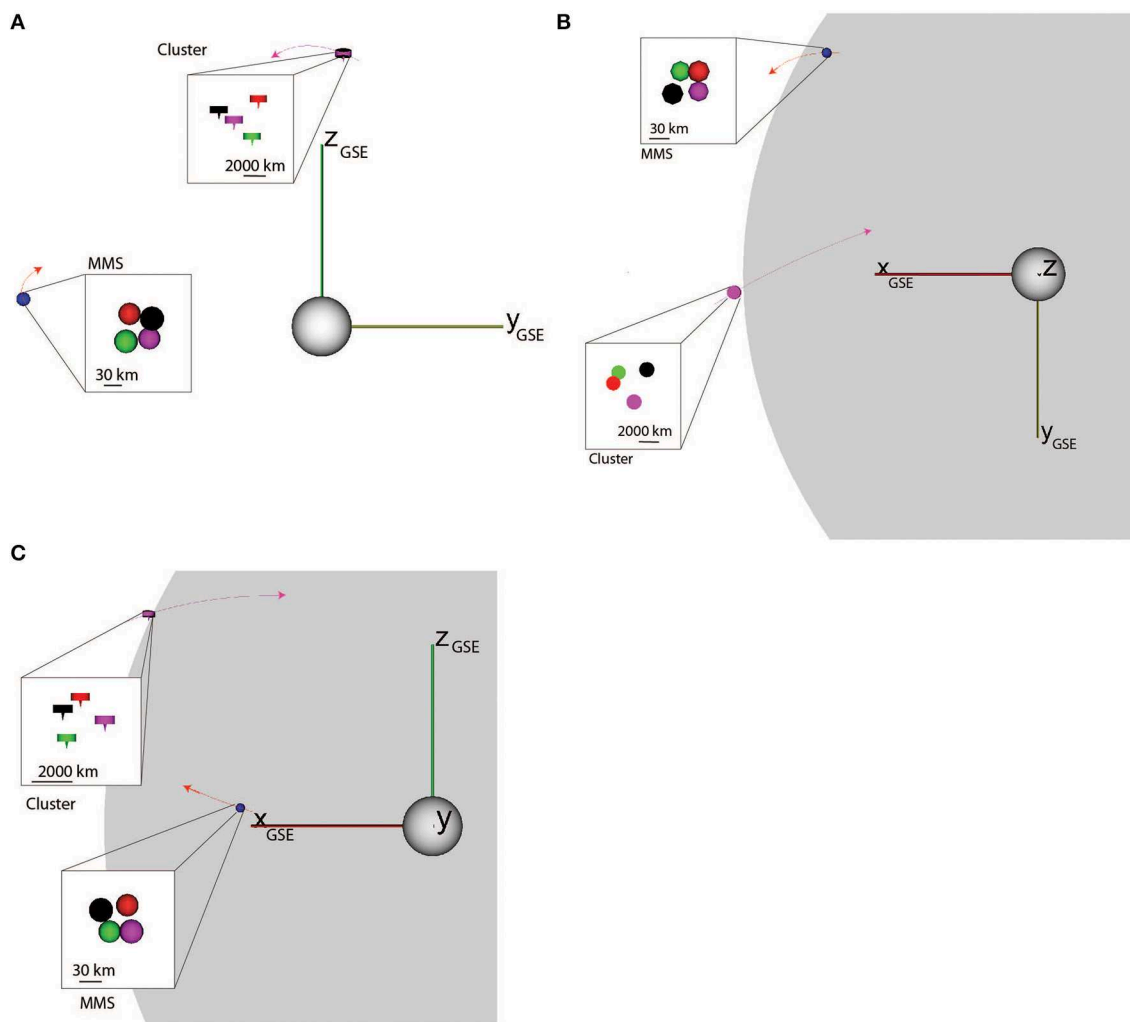 A
Cluster
2000 km
z GSE
MMS
30 km
y GSE
B
30 km
MMS
x GSE
z
2000 km
Cluster
y GSE
C
z GSE
2000 km
Cluster
x GSE
y
30 km
MMS